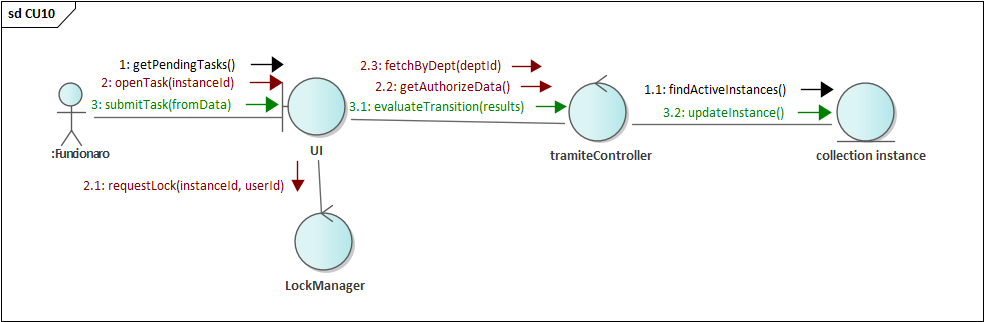 sd CU10
1: getPendingTasks()
2: openTask(instanceId)
3: submitTask(fromData)
2.3: fetchByDept(deptId)
2.2: getAuthorizeData()
3.1: evaluateTransition(results)
1.1: findActiveInstances()
3.2: updateInstance()
:Funcionaro
UI
tramiteController
collection instance
2.1: requestLock(instanceId, userId)
LockManager